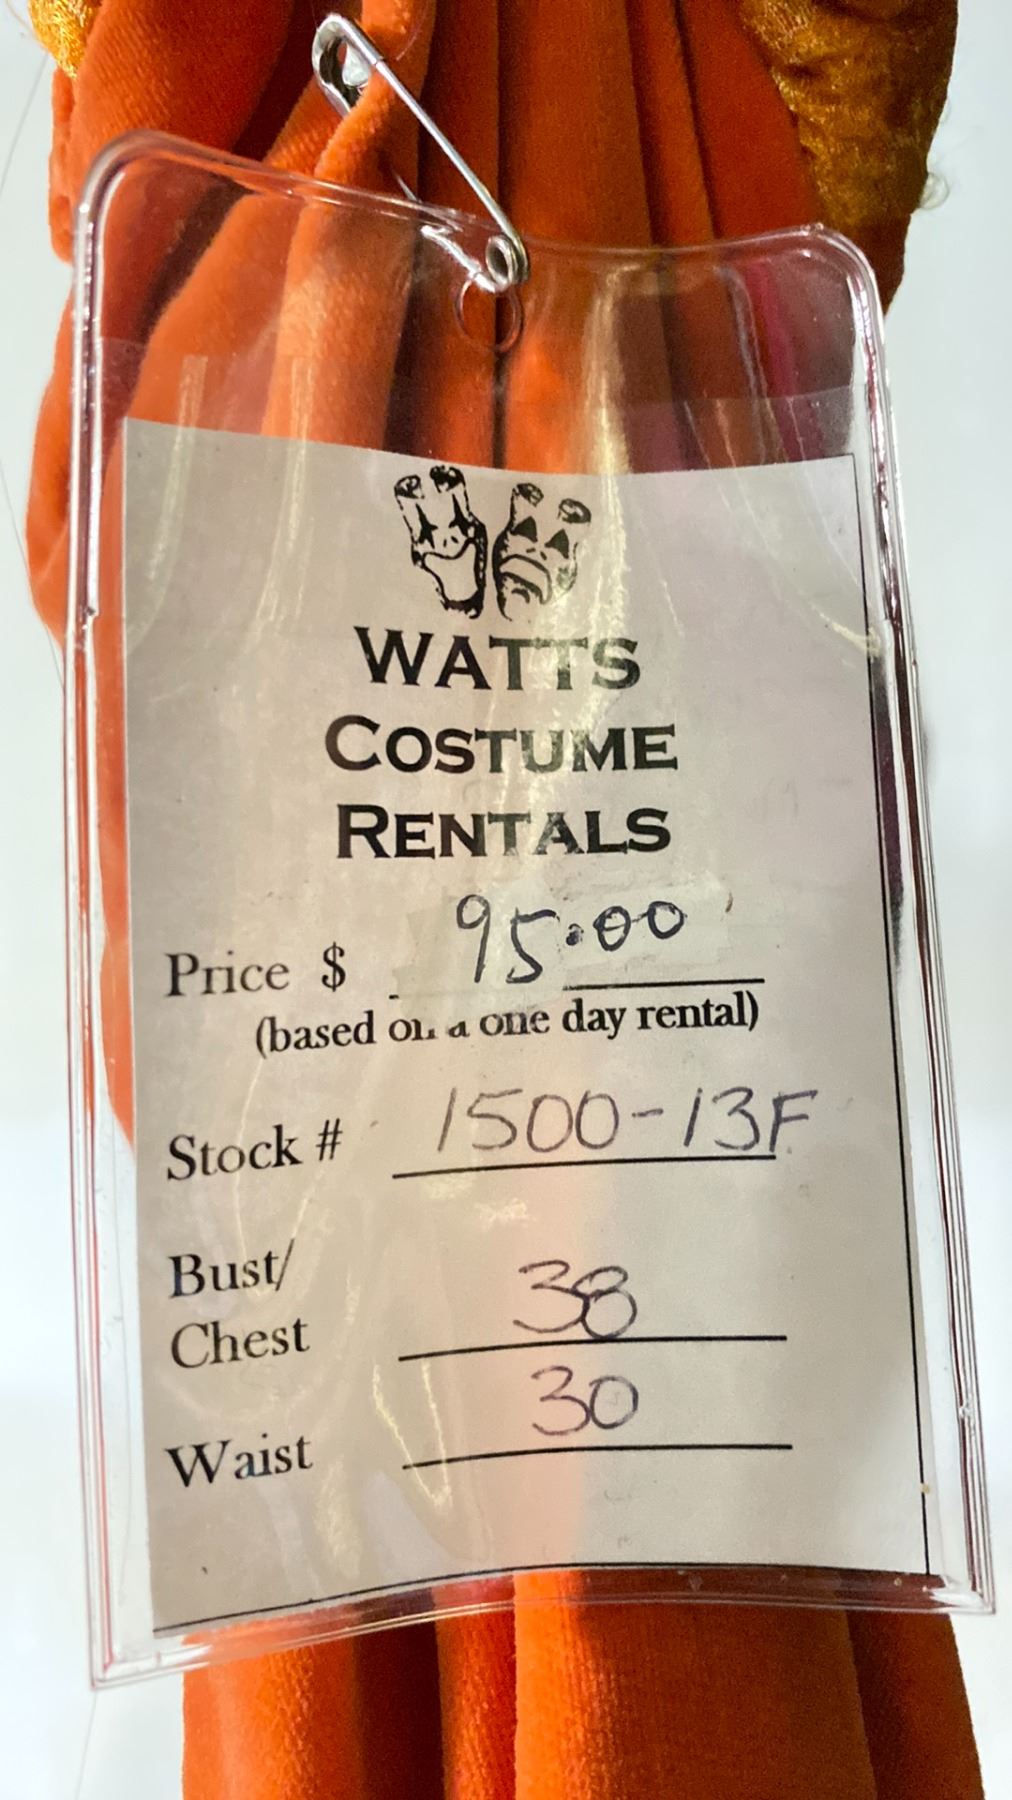 WATTS
COSTUME
RENTALS
Price $ 95.00
(based on a one day rental)
Stock # 1500-13F
Bust/
Chest 38
Waist 30